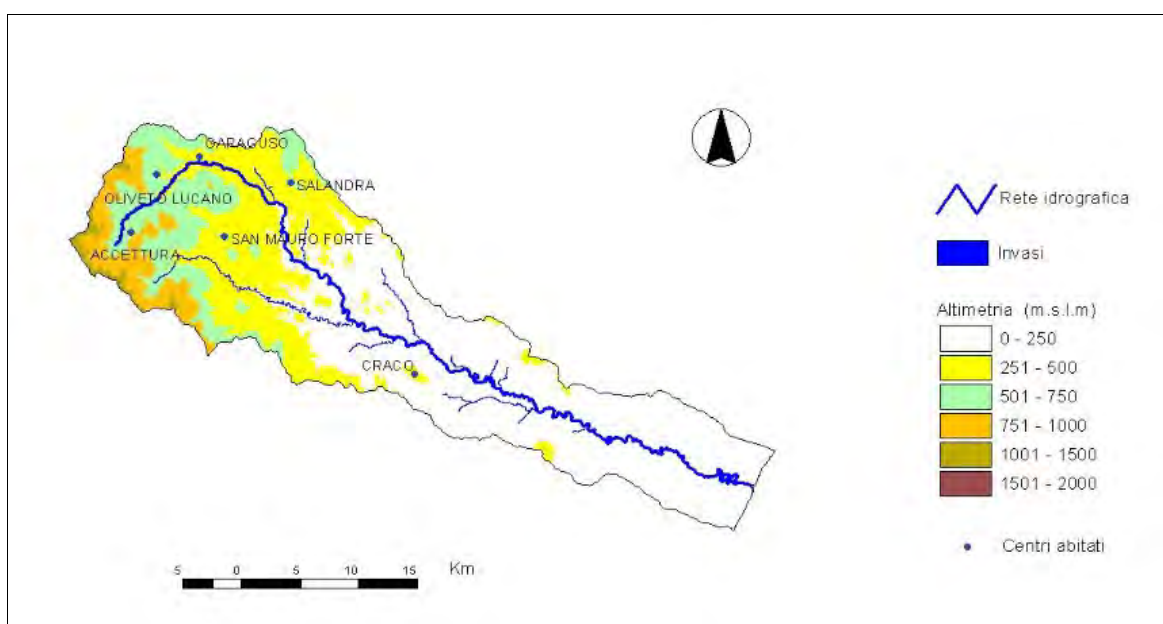 GARAGUSO
SALANDRA
OLIVETO LUCANO
SAN MAURO FORTE
ACCETTURA
CRACO
5 0 5 10 15 Km
Rete idrografica
Invasi
Altimetria (m.s.l.m)
0 - 250
251 - 500
501 - 750
751 - 1000
1001 - 1500
1501 - 2000
Centri abitati